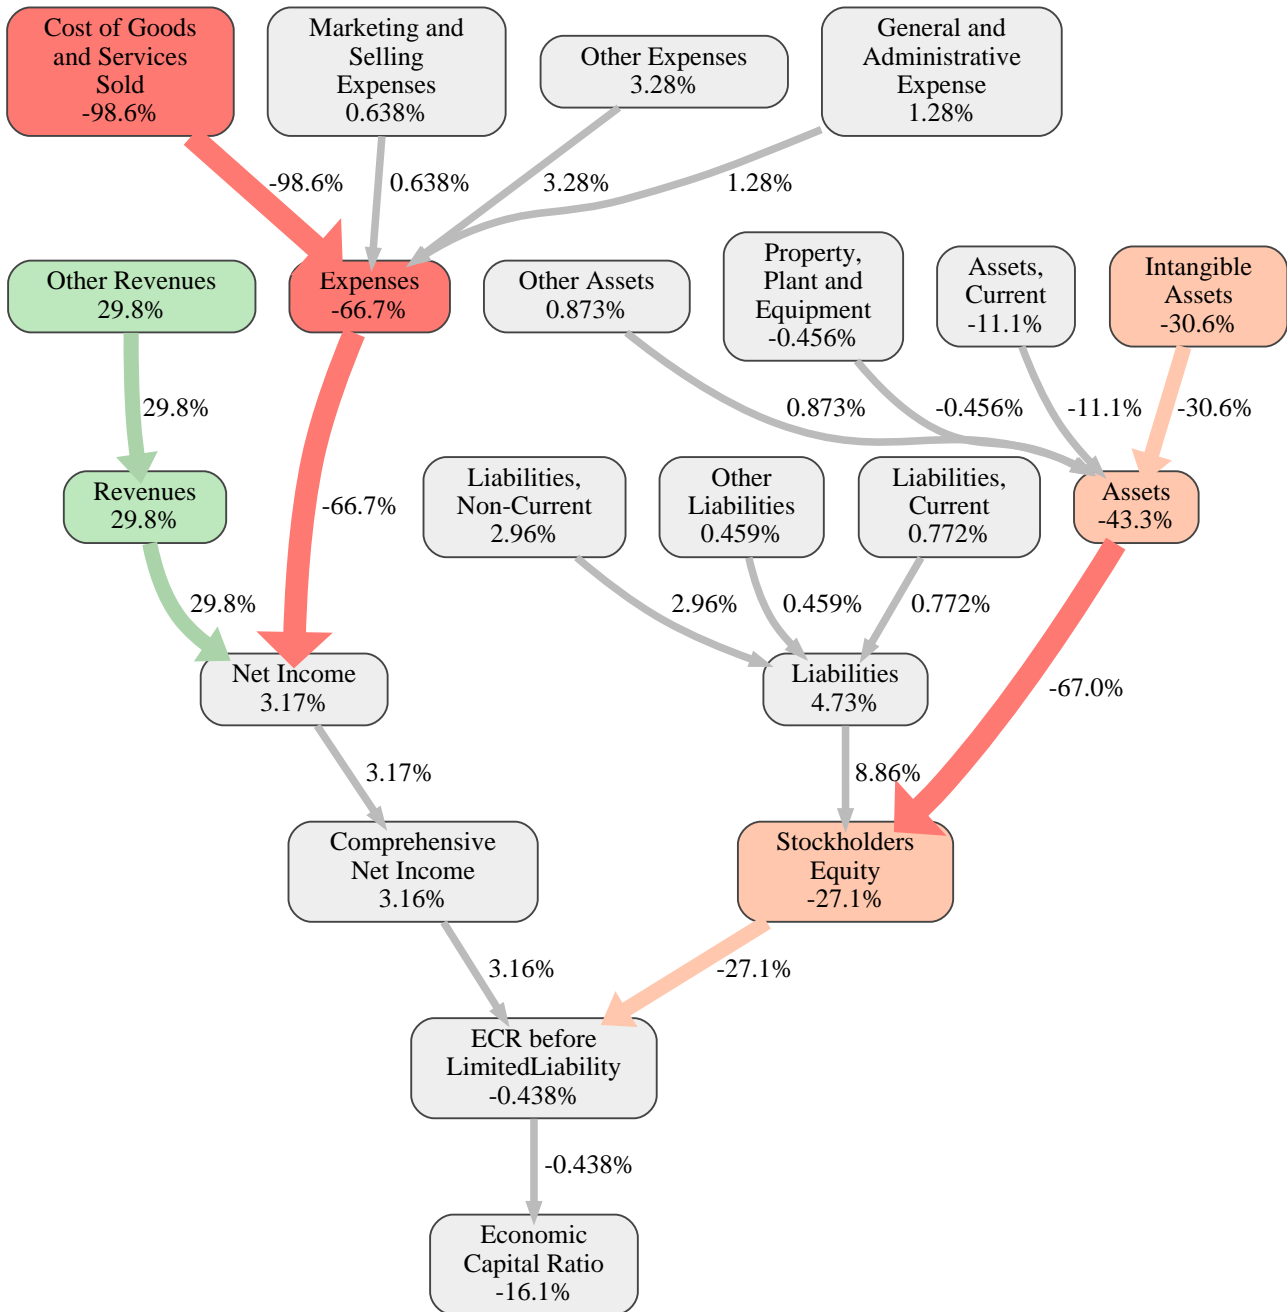 Cost of Goods
and Services
Sold
-98.6%
Marketing and
Selling
Expenses
0.638%
Other Expenses
3.28%
General and
Administrative
Expense
1.28%
-98.6%
0.638%
3.28%
1.28%
Other Revenues
29.8%
Expenses
-66.7%
Other Assets
0.873%
Property,
Plant and
Equipment
-0.456%
Assets,
Current
-11.1%
Intangible
Assets
-30.6%
29.8%
0.873%
-0.456%
-11.1%
-30.6%
Revenues
29.8%
-66.7%
Liabilities,
Non-Current
2.96%
Other
Liabilities
0.459%
Liabilities,
Current
0.772%
Assets
-43.3%
29.8%
2.96%
0.459%
0.772%
Net Income
3.17%
Liabilities
4.73%
-67.0%
3.17%
8.86%
Comprehensive
Net Income
3.16%
Stockholders
Equity
-27.1%
3.16%
-27.1%
ECR before
LimitedLiability
-0.438%
-0.438%
Economic
Capital Ratio
-16.1%